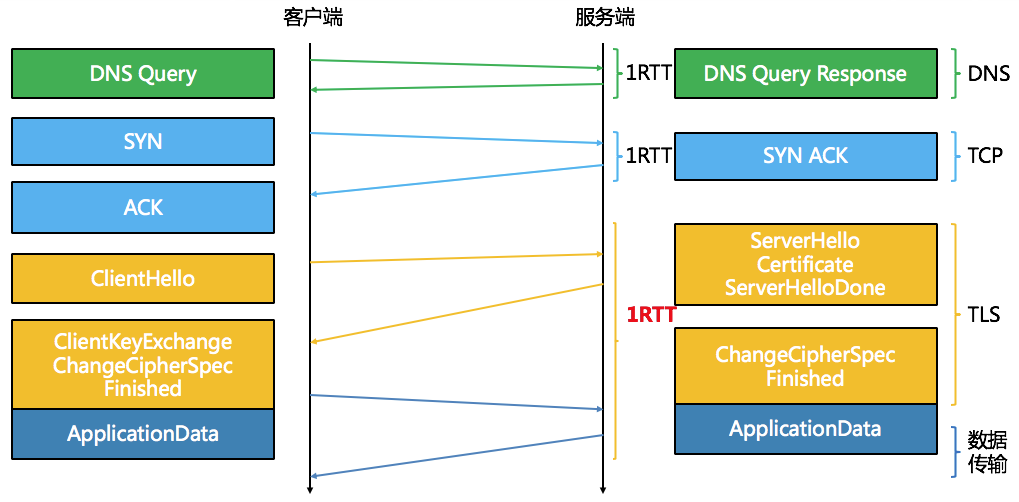 客户端
服务端
DNS Query
1RTT
DNS Query Response
DNS
SYN
1RTT
SYN ACK
TCP
ACK
ClientHello
ServerHello
Certificate
ServerHelloDone
1RTT
TLS
ClientKeyExchange
ChangeCipherSpec
Finished
ChangeCipherSpec
Finished
ApplicationData
ApplicationData
数据
传输